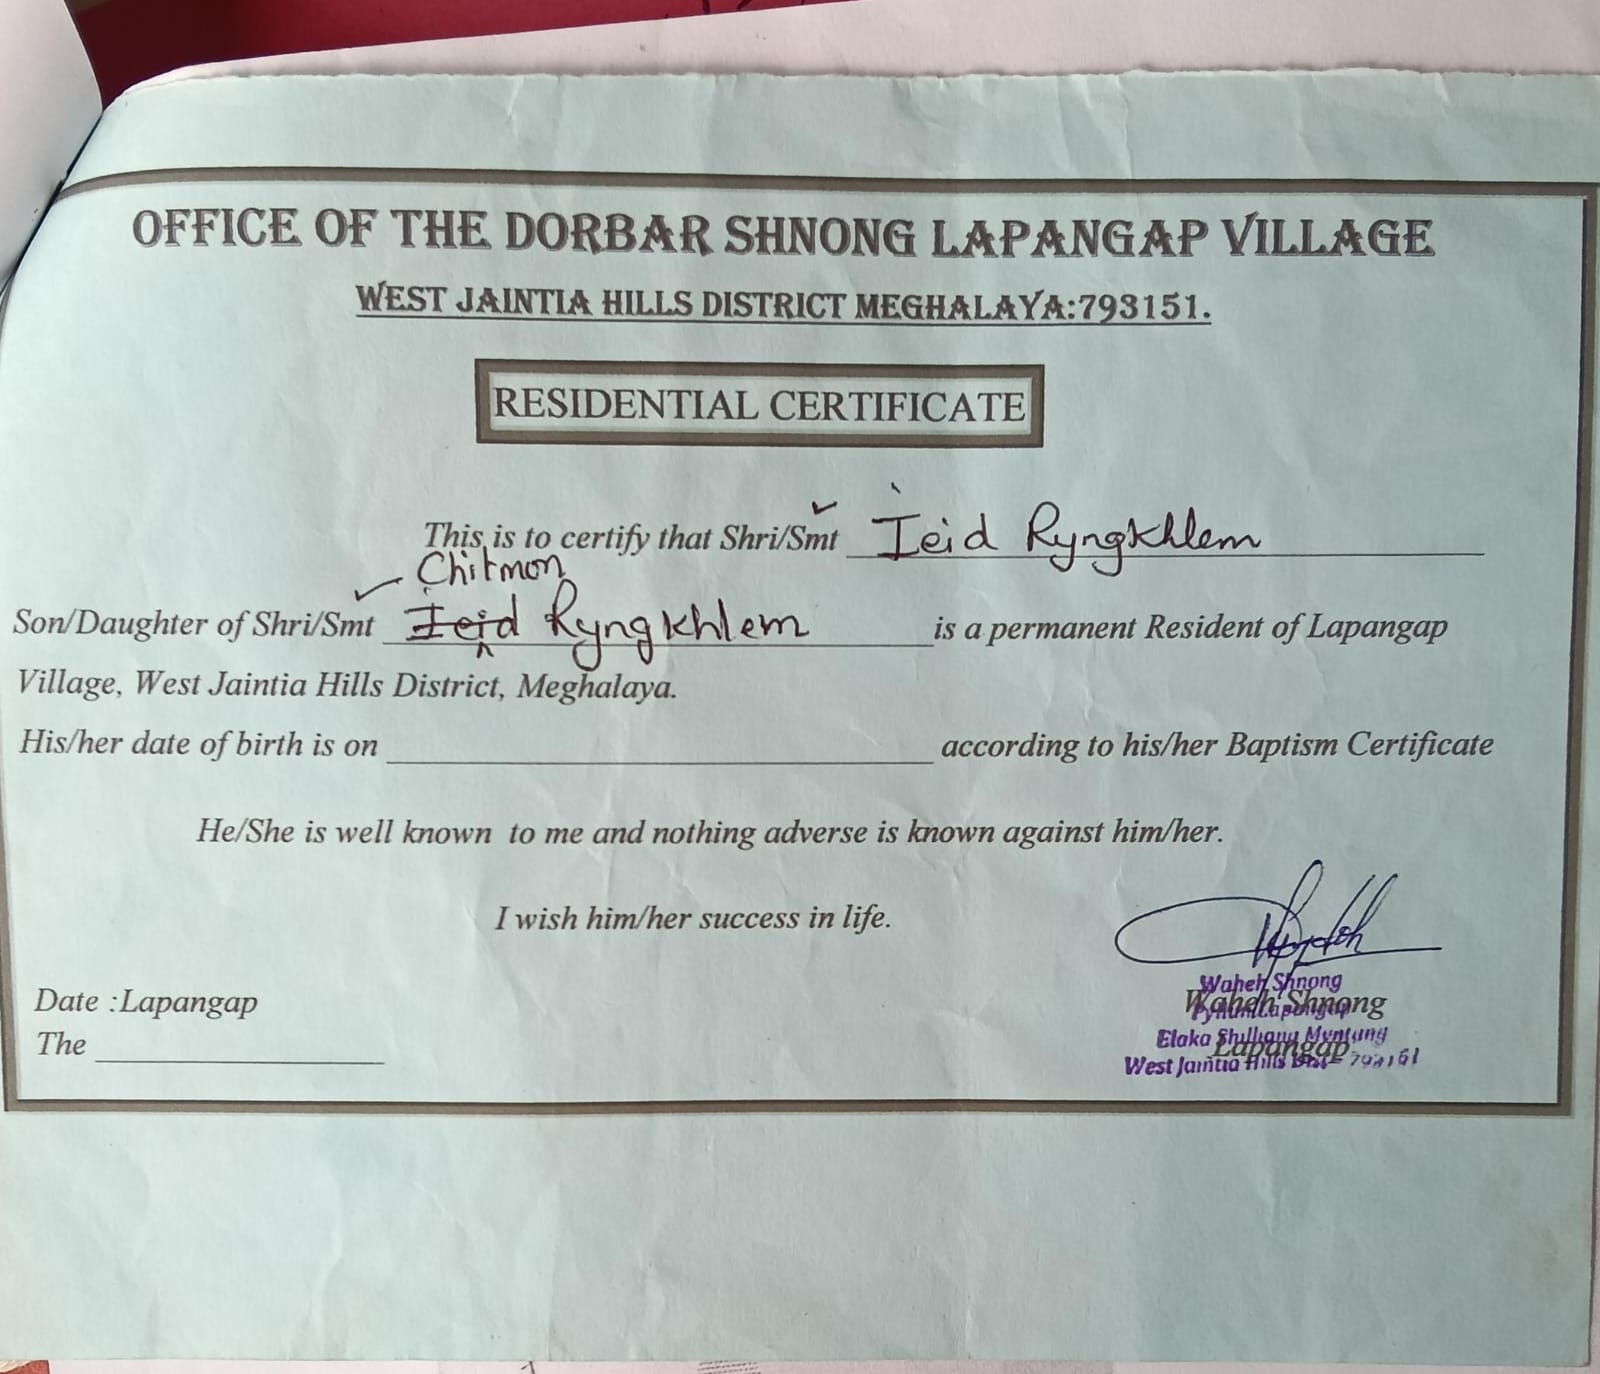 OFFICE OF THE DORBAR SHNONG LAPANGAP VILLAGE
WEST JAINTIA HILLS DISTRICT MEGHALAYA:793151.
RESIDENTIAL CERTIFICATE
This is to certify that Shri/Smt Ieid Ryngkhlem
Chitmon
Son/Daughter of Shri/Smt Ieid Ryngkhlem is a permanent Resident of Lapangap
Village, West Jaintia Hills District, Meghalaya.
His/her date of birth is on according to his/her Baptism Certificate
He/She is well known to me and nothing adverse is known against him/her.
I wish him/her success in life.
Date :Lapangap
The
Waheh Shnong
Waheh Shnong
Elaka Shilliang Myntang
Lapangap
West Jaintia Hills Dist- 793151